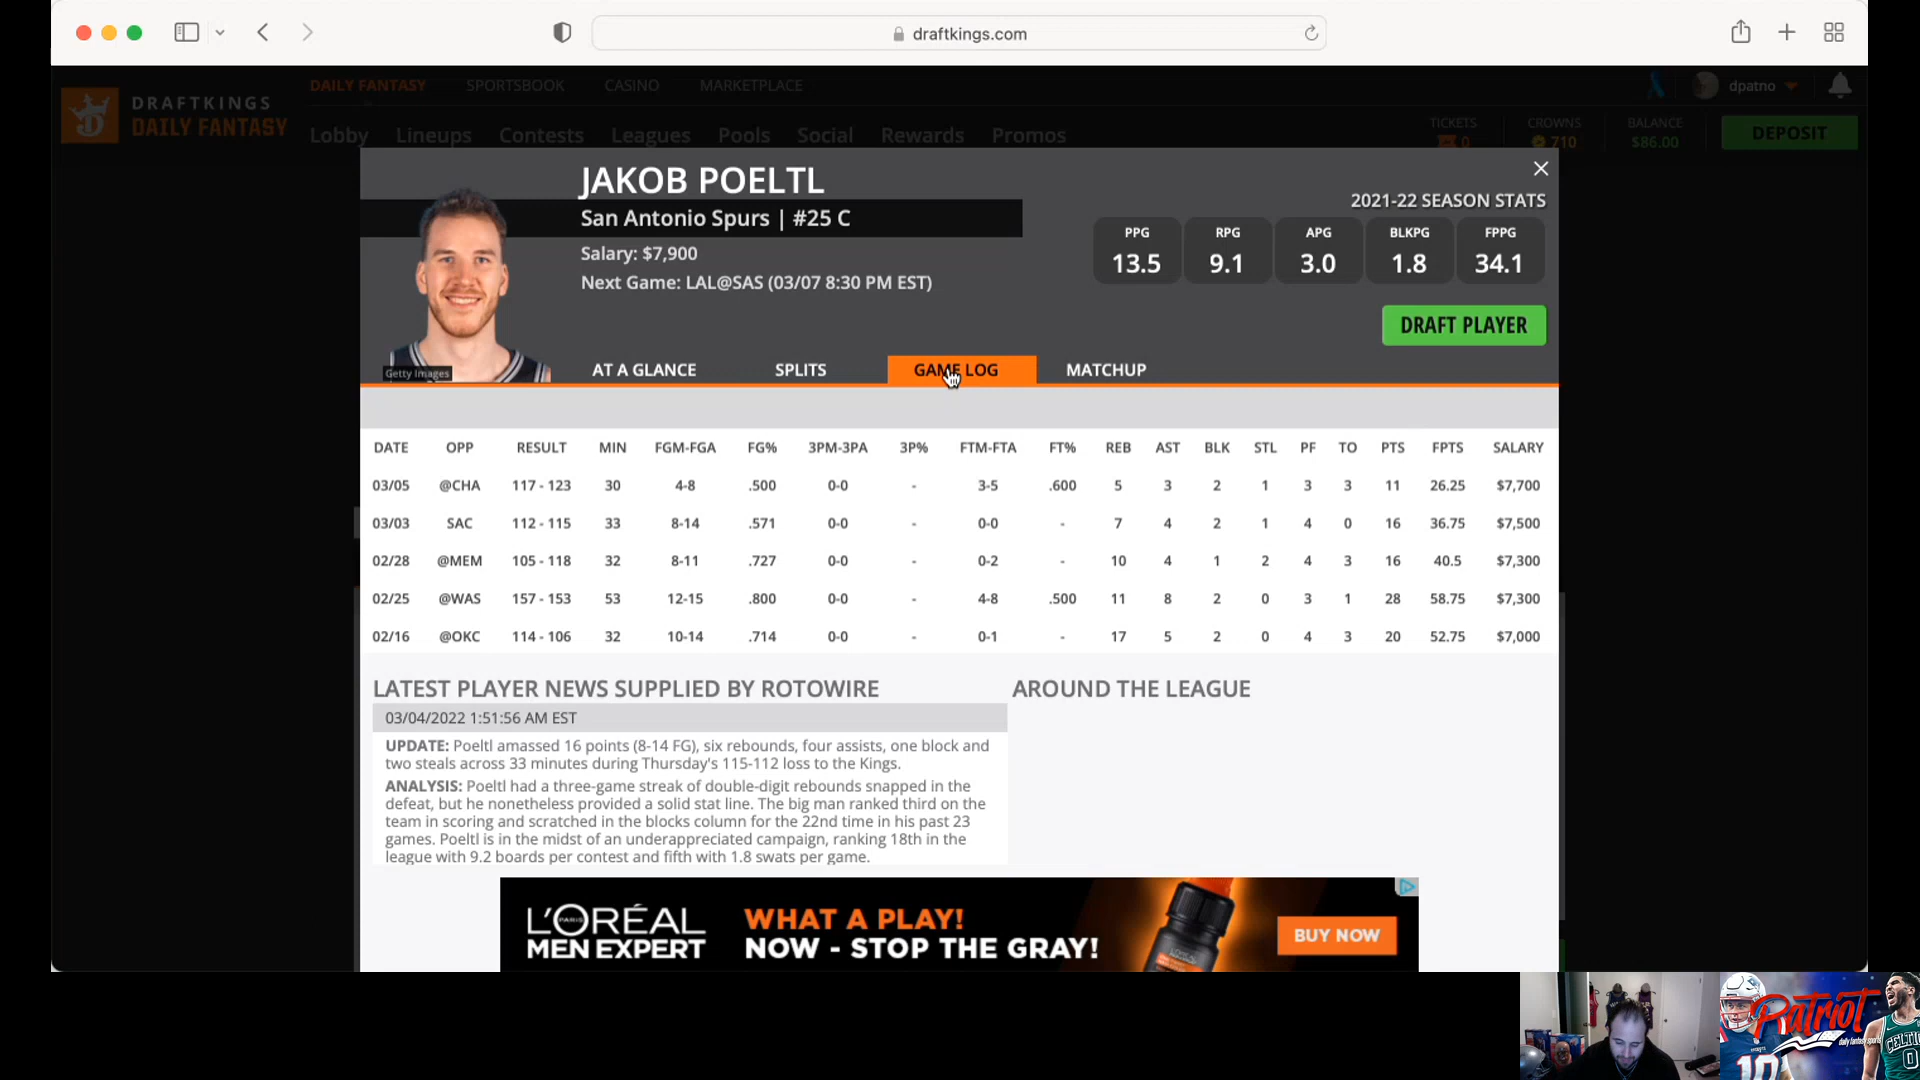 draftkings.com
DAILY FANTASY SPORTSBOOK CASINO MARKETPLACE
dpatno
DRAFTKINGS
DAILY FANTASY
Lobby Lineups Contests Leagues Pools Social Rewards Promos
TICKETS CROWNS BALANCE
0 710 $86.00
DEPOSIT
JAKOB POELTL
San Antonio Spurs | #25 C
Salary: $7,900
Next Game: LAL@SAS (03/07 8:30 PM EST)
2021-22 SEASON STATS
PPG RPG APG BLKPG FPPG
13.5 9.1 3.0 1.8 34.1
DRAFT PLAYER
Getty Images
AT A GLANCE SPLITS GAME LOG MATCHUP
DATE OPP RESULT MIN FGM-FGA FG% 3PM-3PA 3P% FTM-FTA FT% REB AST BLK STL PF TO PTS FPTS SALARY
03/05 @CHA 117 - 123 30 4-8 .500 0-0 - 3-5 .600 5 3 2 1 3 3 11 26.25 $7,700
03/03 SAC 112 - 115 33 8-14 .571 0-0 - 0-0 - 7 4 2 1 4 0 16 36.75 $7,500
02/28 @MEM 105 - 118 32 8-11 .727 0-0 - 0-2 - 10 4 1 2 4 3 16 40.5 $7,300
02/25 @WAS 157 - 153 53 12-15 .800 0-0 - 4-8 .500 11 8 2 0 3 1 28 58.75 $7,300
02/16 @OKC 114 - 106 32 10-14 .714 0-0 - 0-1 - 17 5 2 0 4 3 20 52.75 $7,000
LATEST PLAYER NEWS SUPPLIED BY ROTOWIRE
03/04/2022 1:51:56 AM EST
UPDATE: Poeltl amassed 16 points (8-14 FG), six rebounds, four assists, one block and
two steals across 33 minutes during Thursday's 115-112 loss to the Kings.
ANALYSIS: Poeltl had a three-game streak of double-digit rebounds snapped in the
defeat, but he nonetheless provided a solid stat line. The big man ranked third on the
team in scoring and scratched in the blocks column for the 22nd time in his past 23
games. Poeltl is in the midst of an underappreciated campaign, ranking 18th in the
league with 9.2 boards per contest and fifth with 1.8 swats per game.
AROUND THE LEAGUE
L'ORÉAL
PARIS
MEN EXPERT
WHAT A PLAY!
NOW - STOP THE GRAY!
BUY NOW
Patriot
daily fantasy sports
CELTIC
0
10